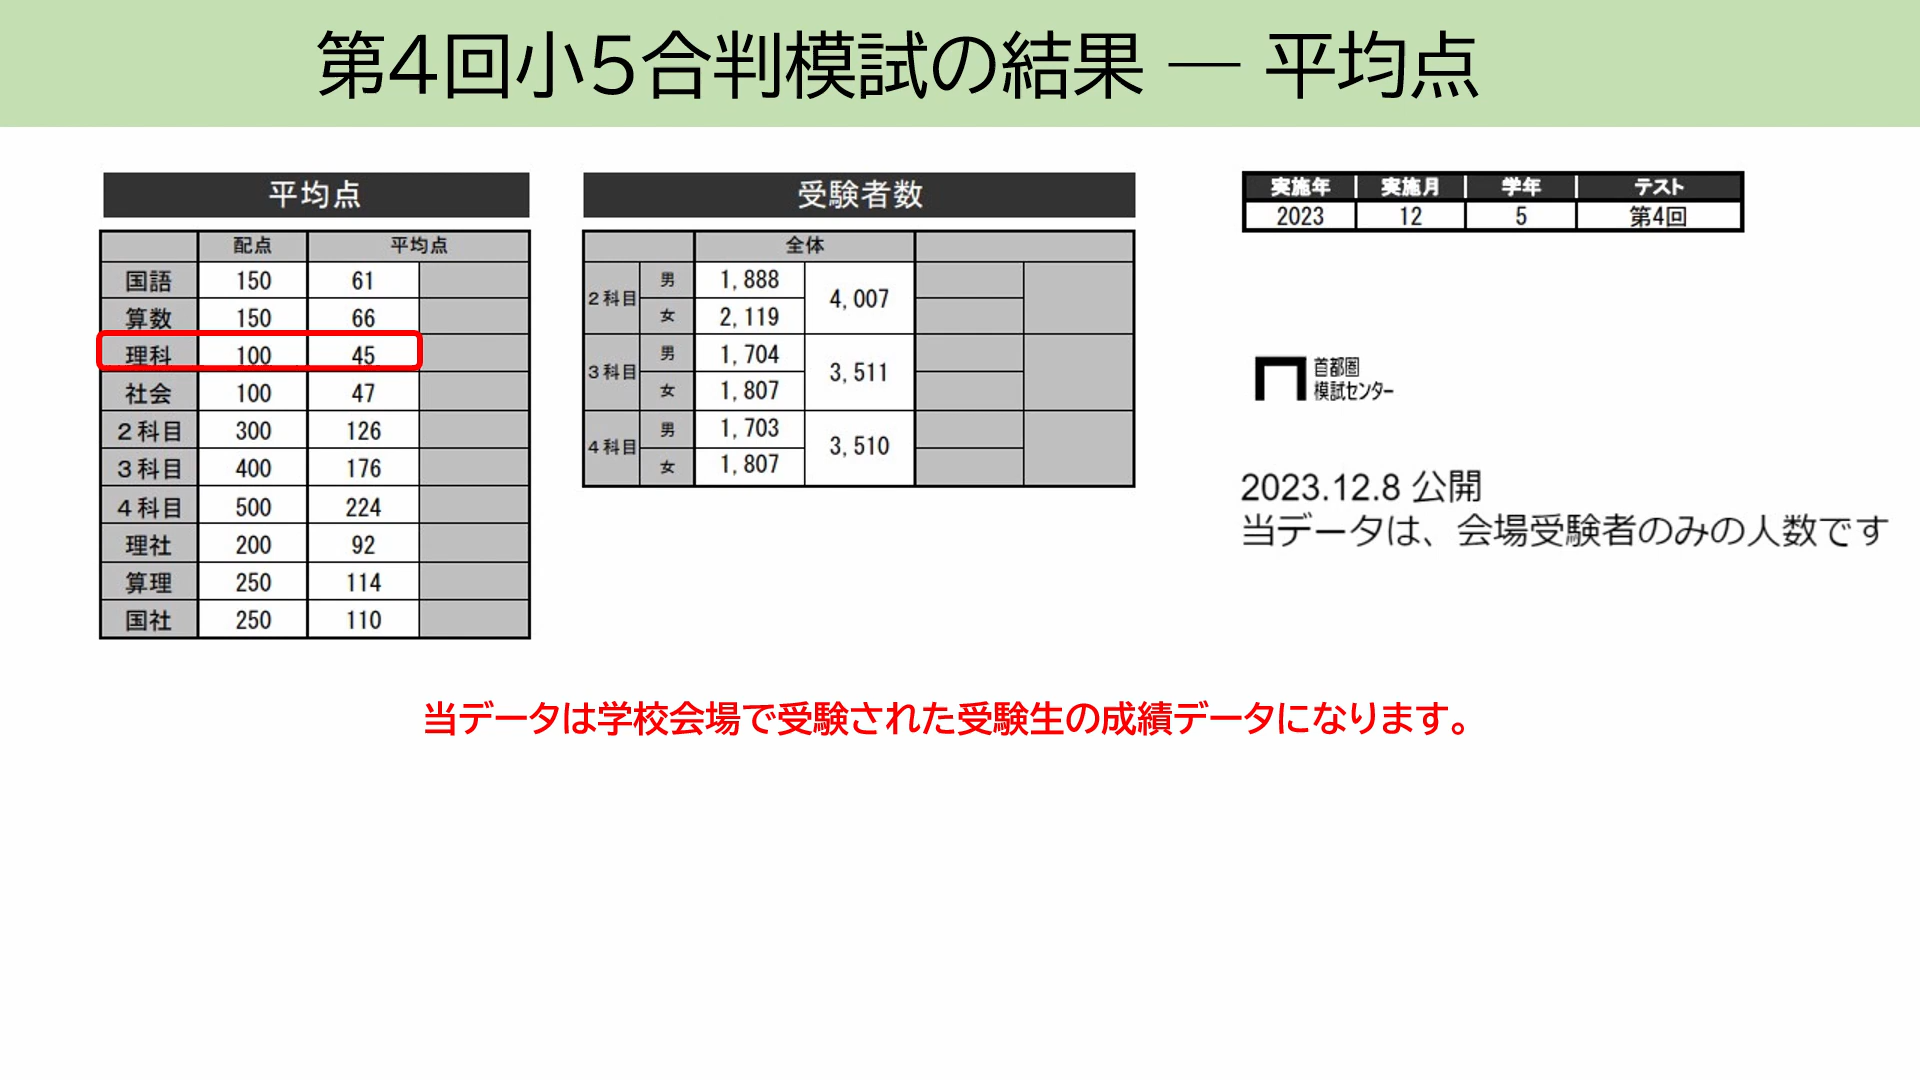 第4回小5合判模試の結果 ― 平均点
平均点
配点 平均点
国語 150 61
算数 150 66
理科 100 45
社会 100 47
2科目 300 126
3科目 400 176
4科目 500 224
理社 200 92
算理 250 114
国社 250 110
受験者数
全体
2科目 男 1,888 4,007
女 2,119
3科目 男 1,704 3,511
女 1,807
4科目 男 1,703 3,510
女 1,807
実施年 実施月 学年 テスト
2023 12 5 第4回
首都圏
模試センター
2023.12.8 公開
当データは、会場受験者のみの人数です
当データは学校会場で受験された受験生の成績データになります。